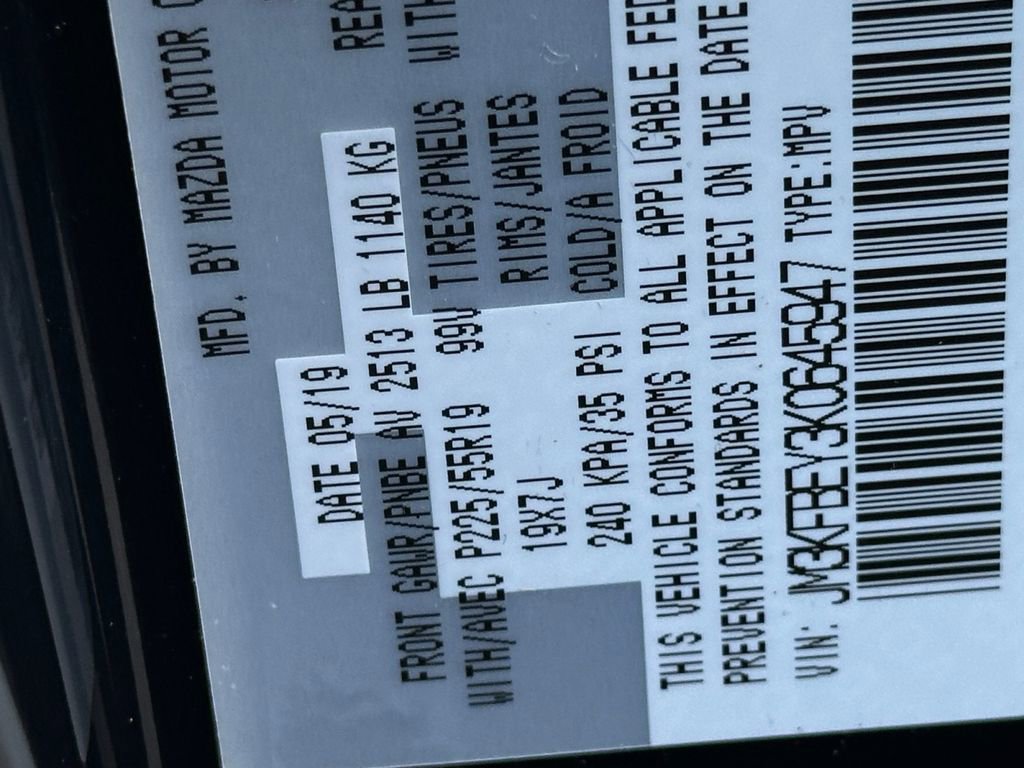 MFD. BY MAZDA MOTOR
DATE 05/19
FRONT GAWR/PNBE AV 2513 LB 1140 KG
WITH/AVEC P225/55R19 99V TIRES/PNEUS WITH
19X7J RIMS/JANTES
240 KPA/35 PSI COLD/A FROID
THIS VEHICLE CONFORMS TO ALL APPLICABLE FED
PREVENTION STANDARDS IN EFFECT ON THE DATE
VIN: JM3KFBEY3K0645947 TYPE:MPV